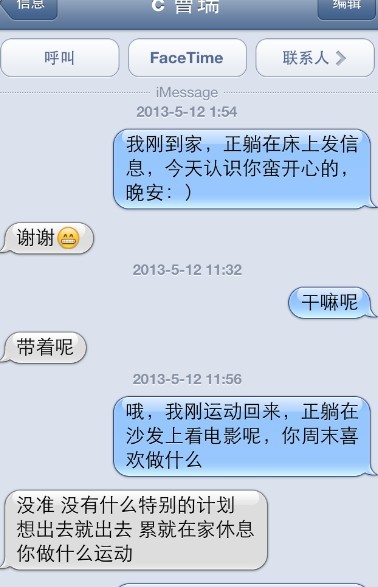 信息
编辑
呼叫
FaceTime
联系人
iMessage
2013-5-12 1:54
我刚到家，正躺在床上发信
息，今天认识你蛮开心的，
晚安：）
谢谢😁
2013-5-12 11:32
干嘛呢
带着呢
2013-5-12 11:56
哦，我刚运动回来，正躺在
沙发上看电影呢，你周末喜
欢做什么
没准 没有什么特别的计划
想出去就出去 累就在家休息
你做什么运动